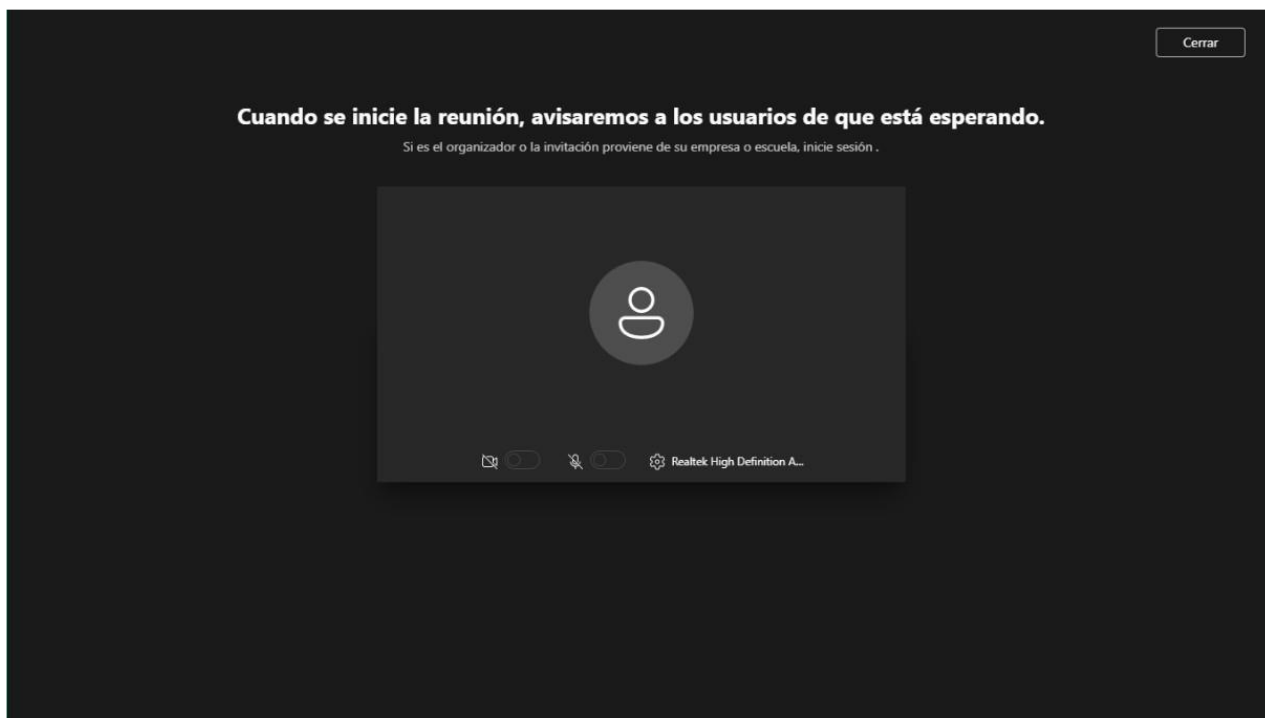 Cerrar
Cuando se inicie la reunión, avisaremos a los usuarios de que está esperando.
Si es el organizador o la invitación proviene de su empresa o escuela, inicie sesión .
Realtek High Definition A...